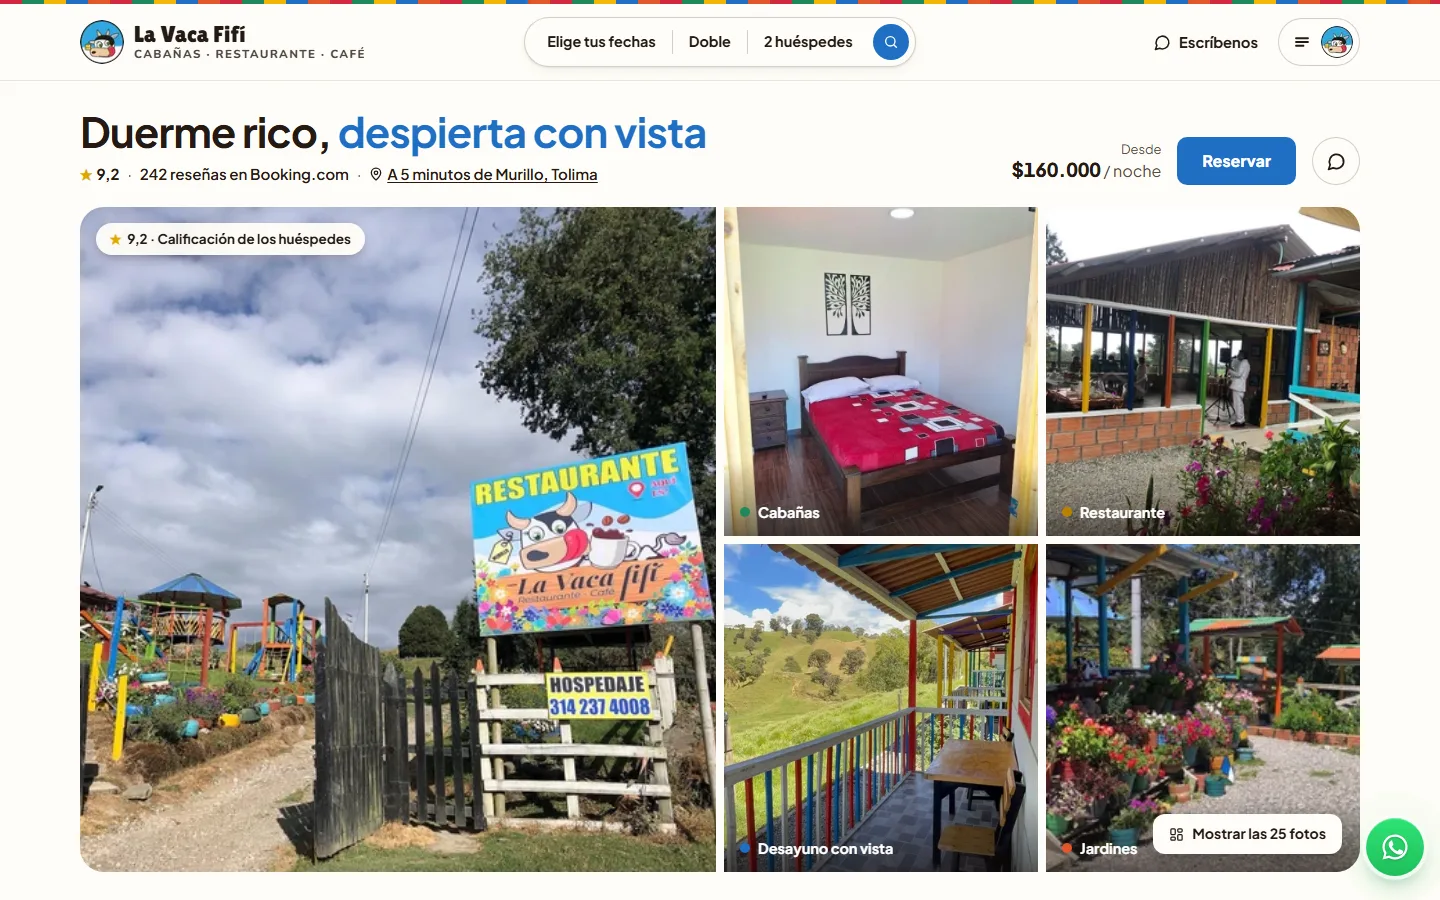 La Vaca Fifí
CABAÑAS · RESTAURANTE · CAFÉ
Elige tus fechas
Doble
2 huéspedes
Escríbenos
Duerme rico, despierta con vista
9,2 · 242 reseñas en Booking.com · A 5 minutos de Murillo, Tolima
Desde
$160.000 / noche
Reservar
9,2 · Calificación de los huéspedes
RESTAURANTE
La Vaca fifí
Restaurante - Café
HOSPEDAJE
314 237 4008
Cabañas
Restaurante
Desayuno con vista
Jardines
Mostrar las 25 fotos